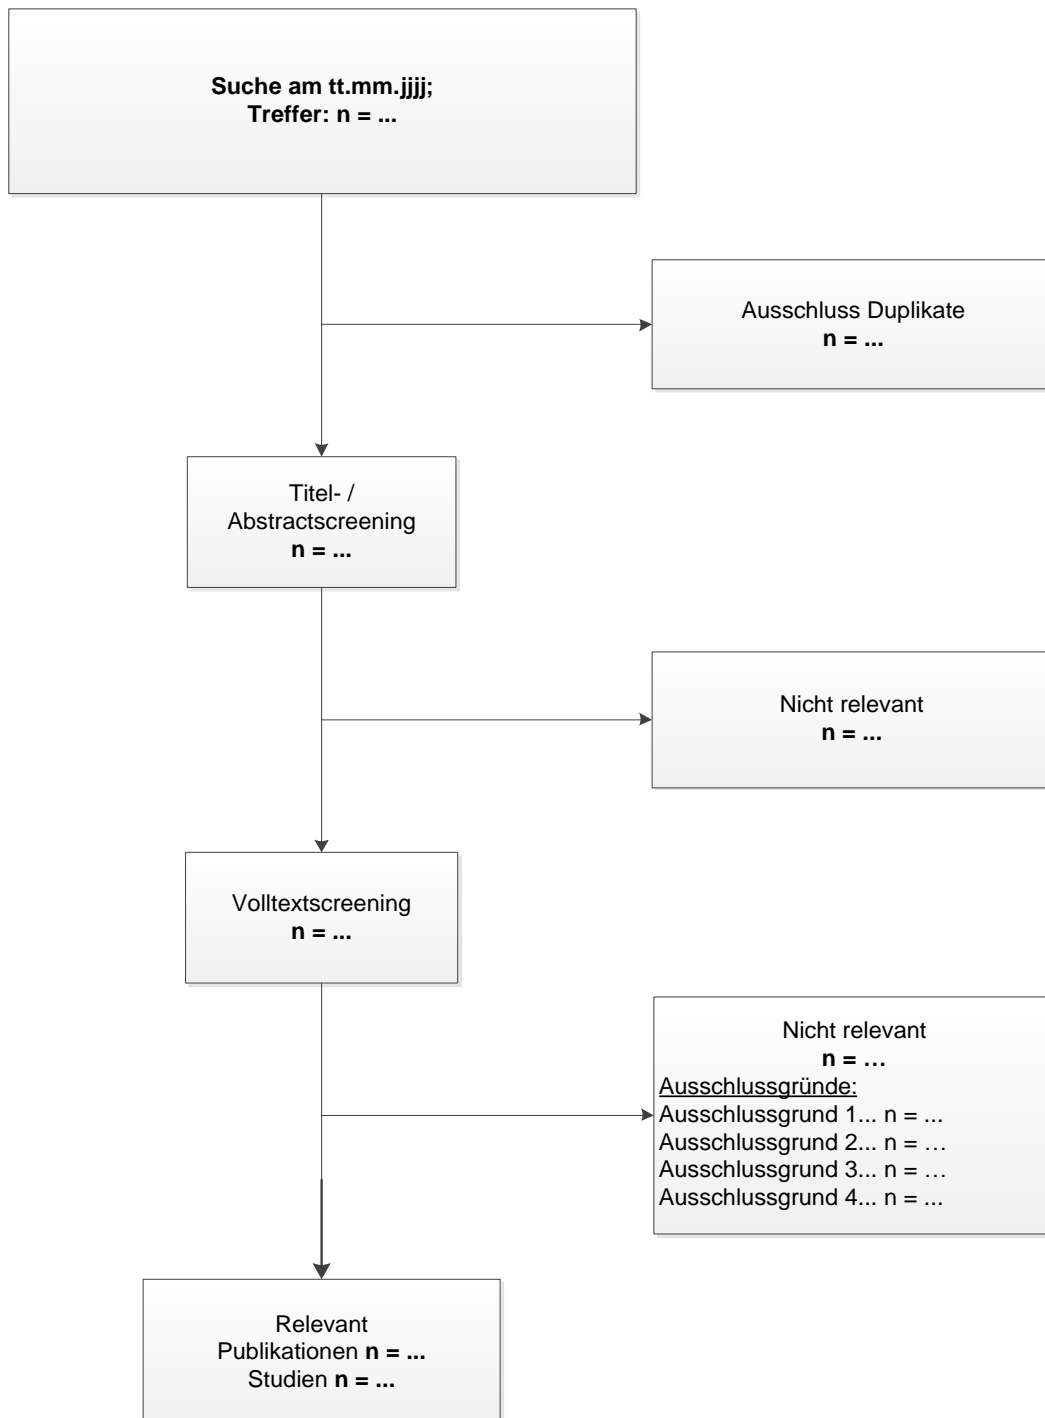 Suche am tt.mm.jjjj;
Treffer: n = ...
Ausschluss Duplikate
n = ...
Titel- /
Abstractscreening
n = ...
Nicht relevant
n = ...
Volltextscreening
n = ...
Nicht relevant
n = …
Ausschlussgründe:
Ausschlussgrund 1... n = ...
Ausschlussgrund 2... n = …
Ausschlussgrund 3... n = …
Ausschlussgrund 4... n = ...
Relevant
Publikationen n = ...
Studien n = ...